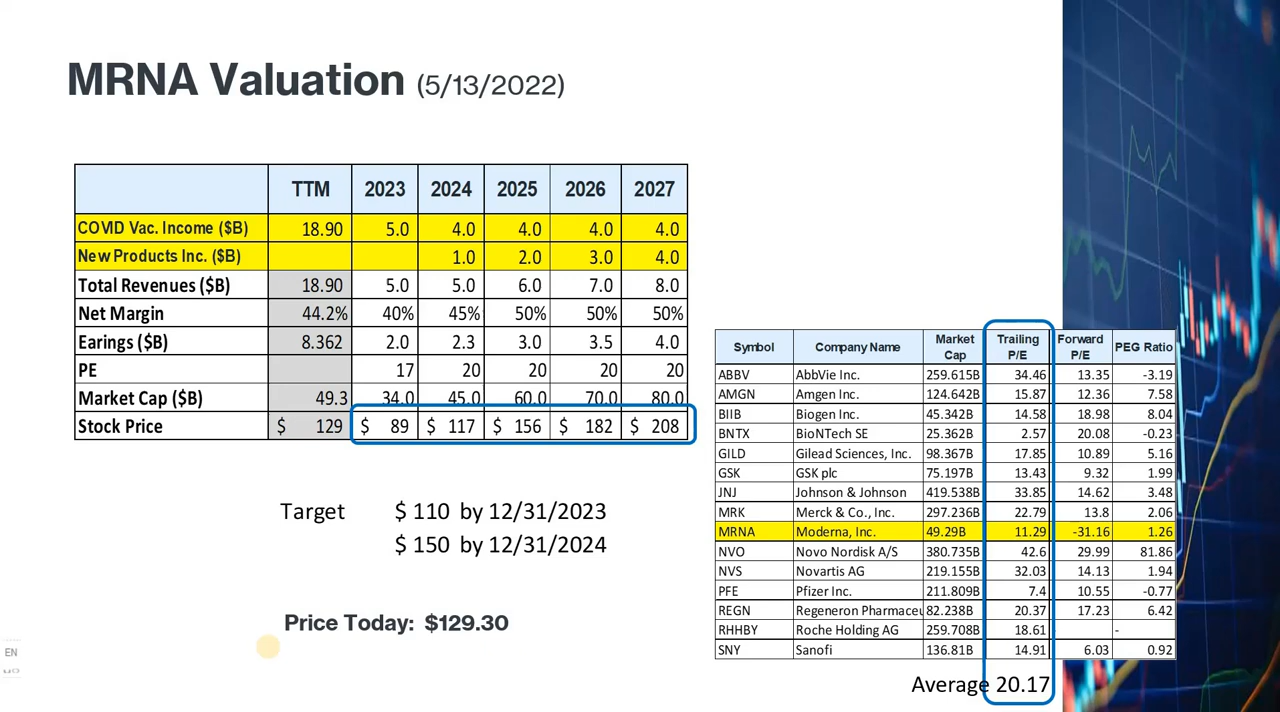 MRNA Valuation (5/13/2022)
TTM 2023 2024 2025 2026 2027
COVID Vac. Income ($B) 18.90 5.0 4.0 4.0 4.0 4.0
New Products Inc. ($B) 1.0 2.0 3.0 4.0
Total Revenues ($B) 18.90 5.0 5.0 6.0 7.0 8.0
Net Margin 44.2% 40% 45% 50% 50% 50%
Earings ($B) 8.362 2.0 2.3 3.0 3.5 4.0
PE 17 20 20 20 20
Market Cap ($B) 49.3 34.0 45.0 60.0 70.0 80.0
Stock Price $ 129 $ 89 $ 117 $ 156 $ 182 $ 208
Target $ 110 by 12/31/2023
$ 150 by 12/31/2024
Price Today: $129.30
EN
Symbol Company Name Market Cap Trailing P/E Forward P/E PEG Ratio
ABBV AbbVie Inc. 259.615B 34.46 13.35 -3.19
AMGN Amgen Inc. 124.642B 15.87 12.36 7.58
BIIB Biogen Inc. 45.342B 14.58 18.98 8.04
BNTX BioNTech SE 25.362B 2.57 20.08 -0.23
GILD Gilead Sciences, Inc. 98.367B 17.85 10.89 5.16
GSK GSK plc 75.197B 13.43 9.32 1.99
JNJ Johnson & Johnson 419.538B 33.85 14.62 3.48
MRK Merck & Co., Inc. 297.236B 22.79 13.8 2.06
MRNA Moderna, Inc. 49.29B 11.29 -31.16 1.26
NVO Novo Nordisk A/S 380.735B 42.6 29.99 81.86
NVS Novartis AG 219.155B 32.03 14.13 1.94
PFE Pfizer Inc. 211.809B 7.4 10.55 -0.77
REGN Regeneron Pharmaceu 82.238B 20.37 17.23 6.42
RHHBY Roche Holding AG 259.708B 18.61 -
SNY Sanofi 136.81B 14.91 6.03 0.92
Average 20.17